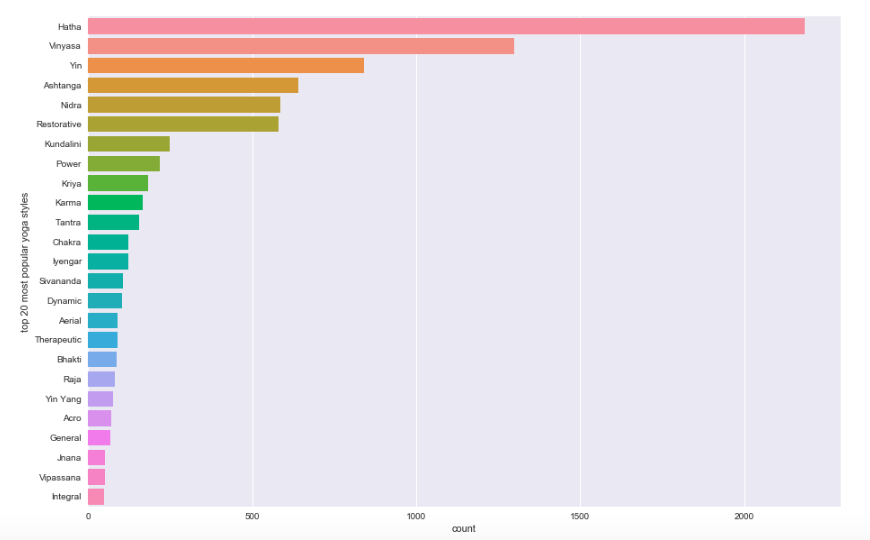 top 20 most popular yoga styles
Hatha
Vinyasa
Yin
Ashtanga
Nidra
Restorative
Kundalini
Power
Kriya
Karma
Tantra
Chakra
Iyengar
Sivananda
Dynamic
Aerial
Therapeutic
Bhakti
Raja
Yin Yang
Acro
General
Jnana
Vipassana
Integral
0 500 1000 1500 2000
count